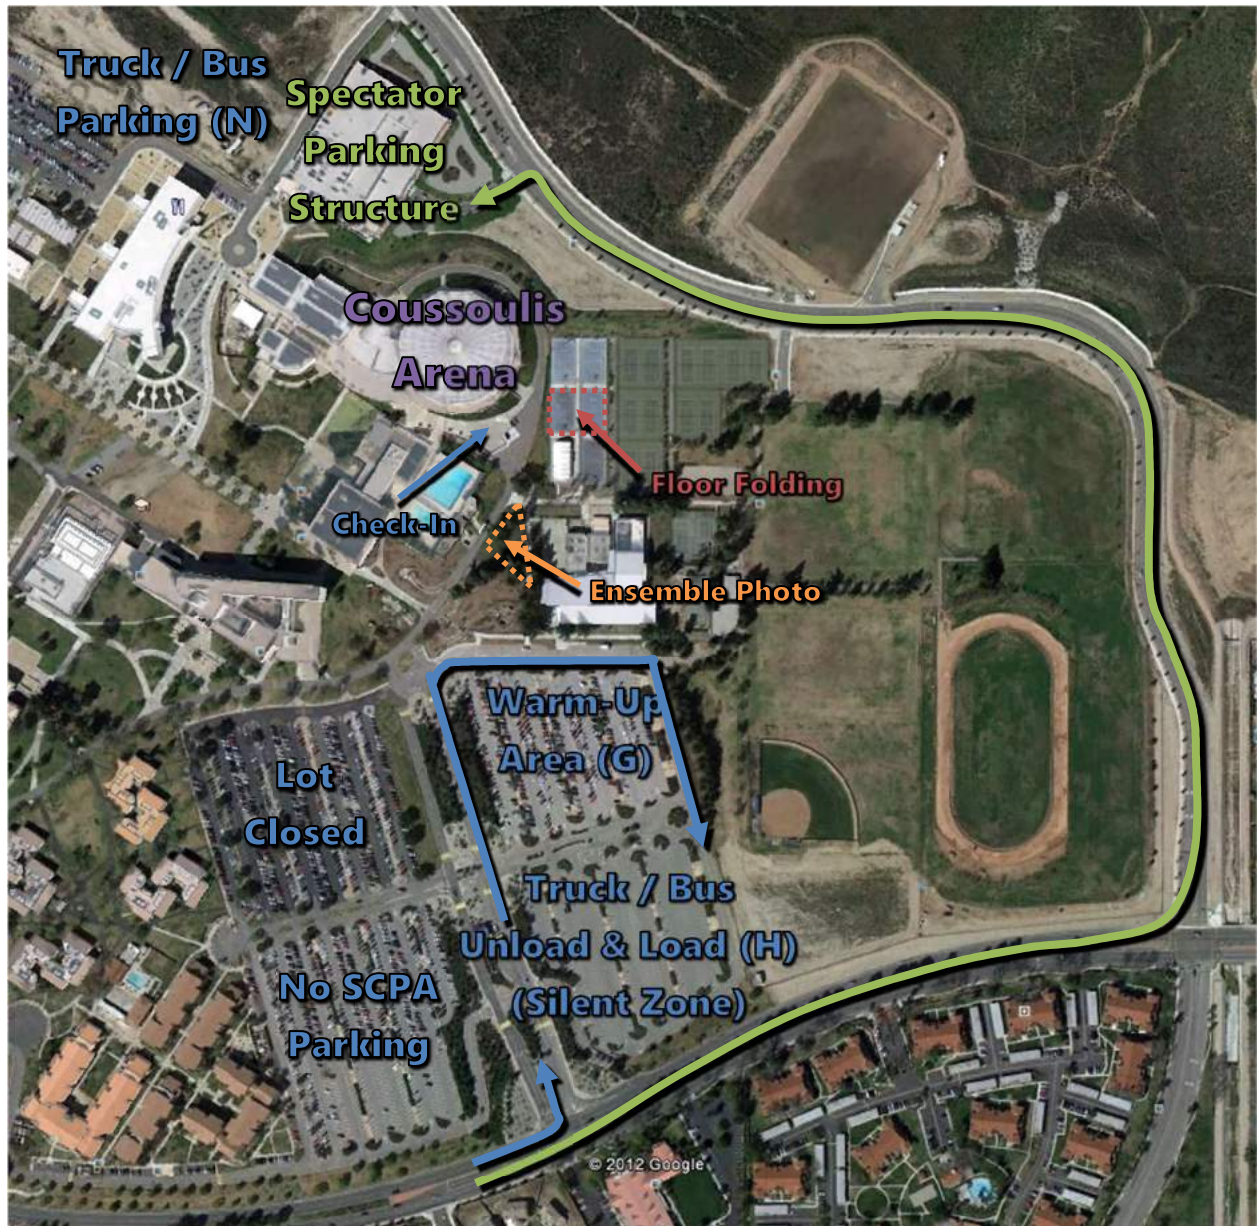 Truck / Bus
Parking (N)
Spectator
Parking
Structure
Coussoulis
Arena
Floor Folding
Check-In
Ensemble Photo
Warm-Up
Area (G)
Lot
Closed
Truck / Bus
Unload & Load (H)
(Silent Zone)
No SCPA
Parking
© 2012 Google